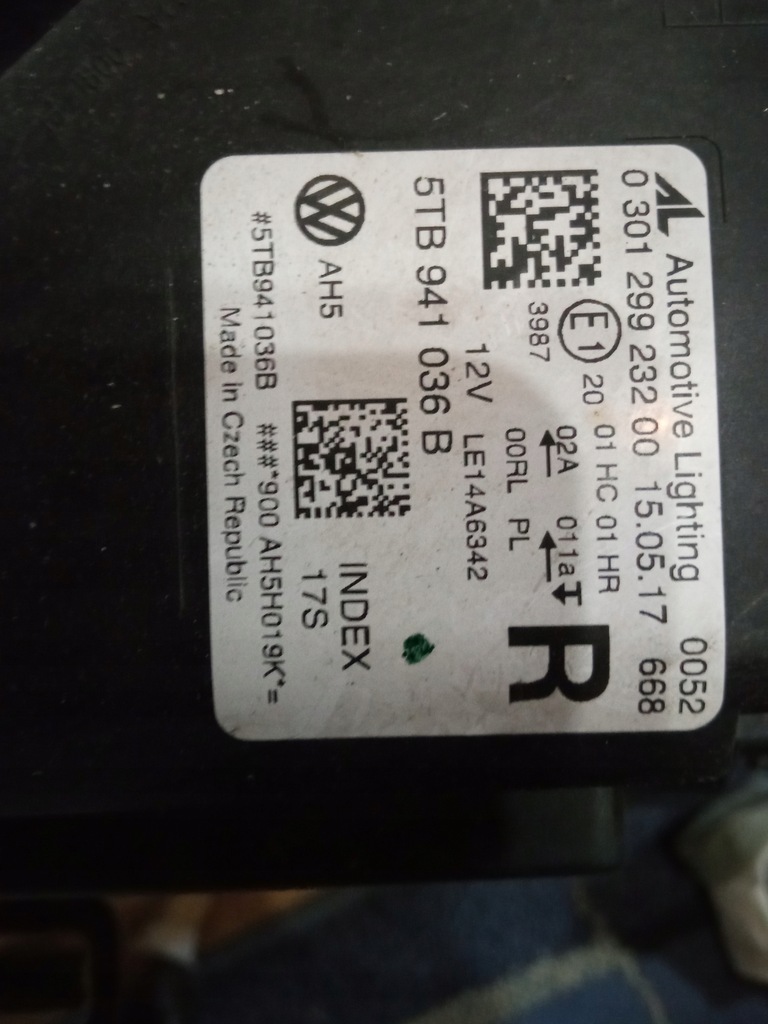 AL Automotive Lighting 0052
0 301 299 232 00 15.05.17 668
E1 20 01 HC 01 HR
02A 011a
3987 00RL PL
R
12V LE14A6342
5TB 941 036 B
INDEX
17S
AH5
#5TB941036B ###*900 AH5H019K*=
Made in Czech Republic